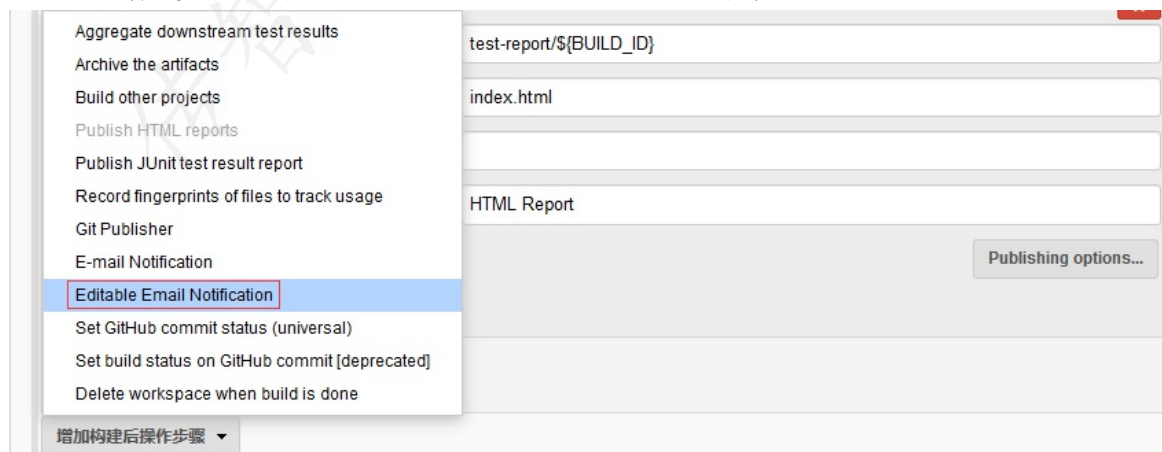 Aggregate downstream test results
Archive the artifacts
Build other projects
Publish HTML reports
Publish JUnit test result report
Record fingerprints of files to track usage
Git Publisher
E-mail Notification
Editable Email Notification
Set GitHub commit status (universal)
Set build status on GitHub commit [deprecated]
Delete workspace when build is done
增加构建后操作步骤
test-report/${BUILD_ID}
index.html
HTML Report
Publishing options...